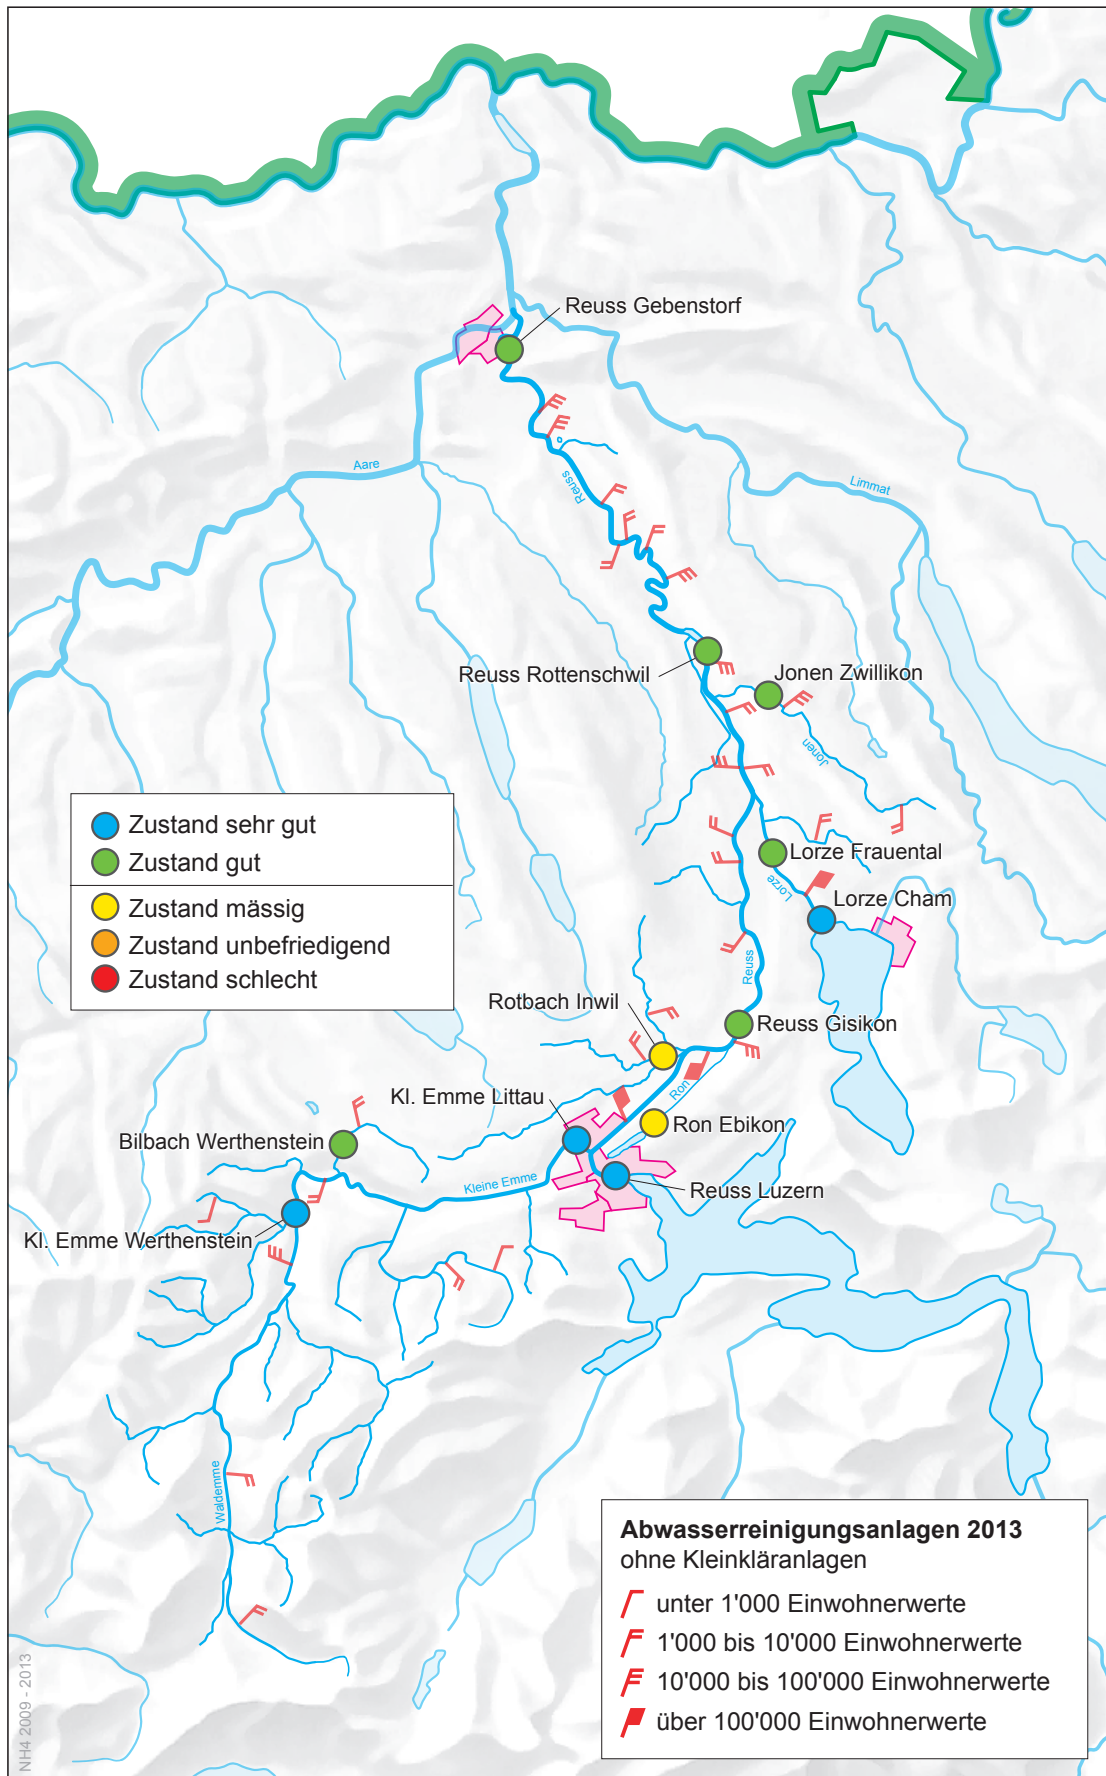 Reuss Gebenstorf
Aare
Reuss
Limmat
Reuss Rottenschwil
Jonen Zwillikon
Jonen
Zustand sehr gut
Zustand gut
Zustand mässig
Zustand unbefriedigend
Zustand schlecht
Lorze Frauental
Lorze
Lorze Cham
Reuss
Rotbach Inwil
Reuss Gisikon
Ron
Kl. Emme Littau
Ron Ebikon
Bilbach Werthenstein
Kleine Emme
Reuss Luzern
Kl. Emme Werthenstein
Waldemme
Abwasserreinigungsanlagen 2013
ohne Kleinkläranlagen
unter 1'000 Einwohnerwerte
1'000 bis 10'000 Einwohnerwerte
10'000 bis 100'000 Einwohnerwerte
über 100'000 Einwohnerwerte
NH4 2009 - 2013